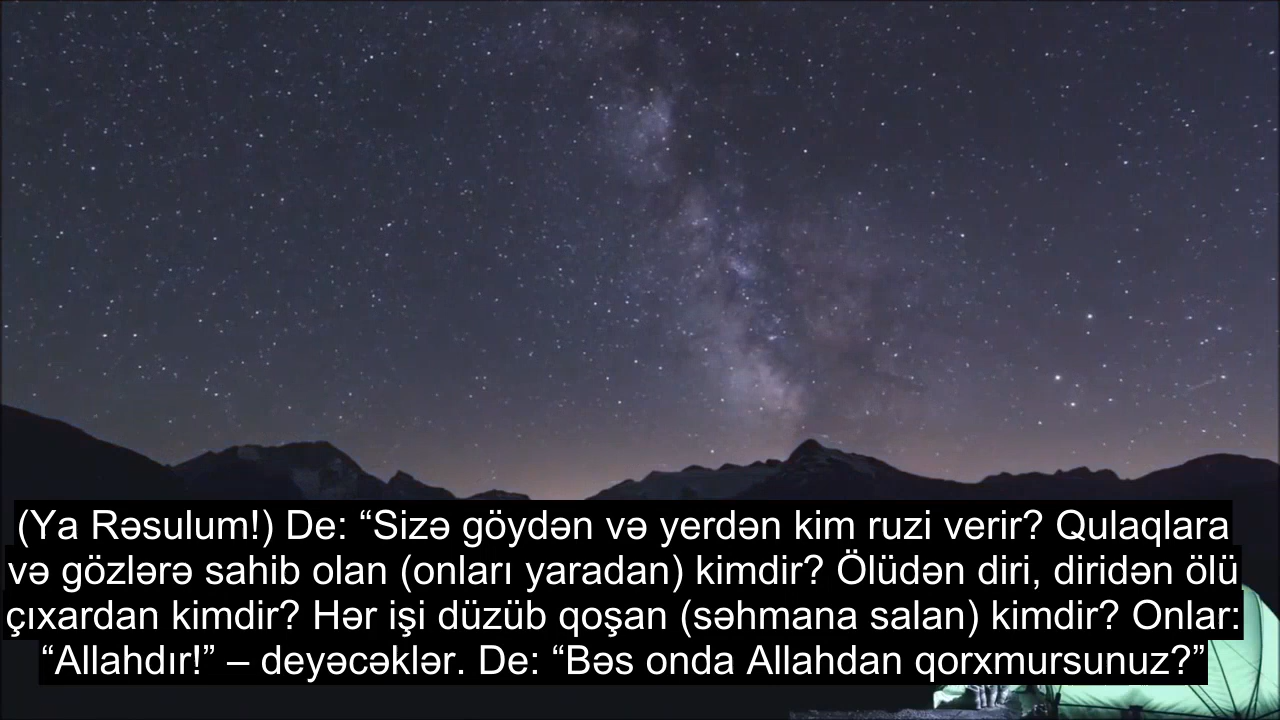 (Ya Rəsulum!) De: “Sizə göydən və yerdən kim ruzi verir? Qulaqlara
və gözlərə sahib olan (onları yaradan) kimdir? Ölüdən diri, diridən ölü
çıxardan kimdir? Hər işi düzüb qoşan (səhmana salan) kimdir? Onlar:
“Allahdır!” – deyəcəklər. De: “Bəs onda Allahdan qorxmursunuz?”